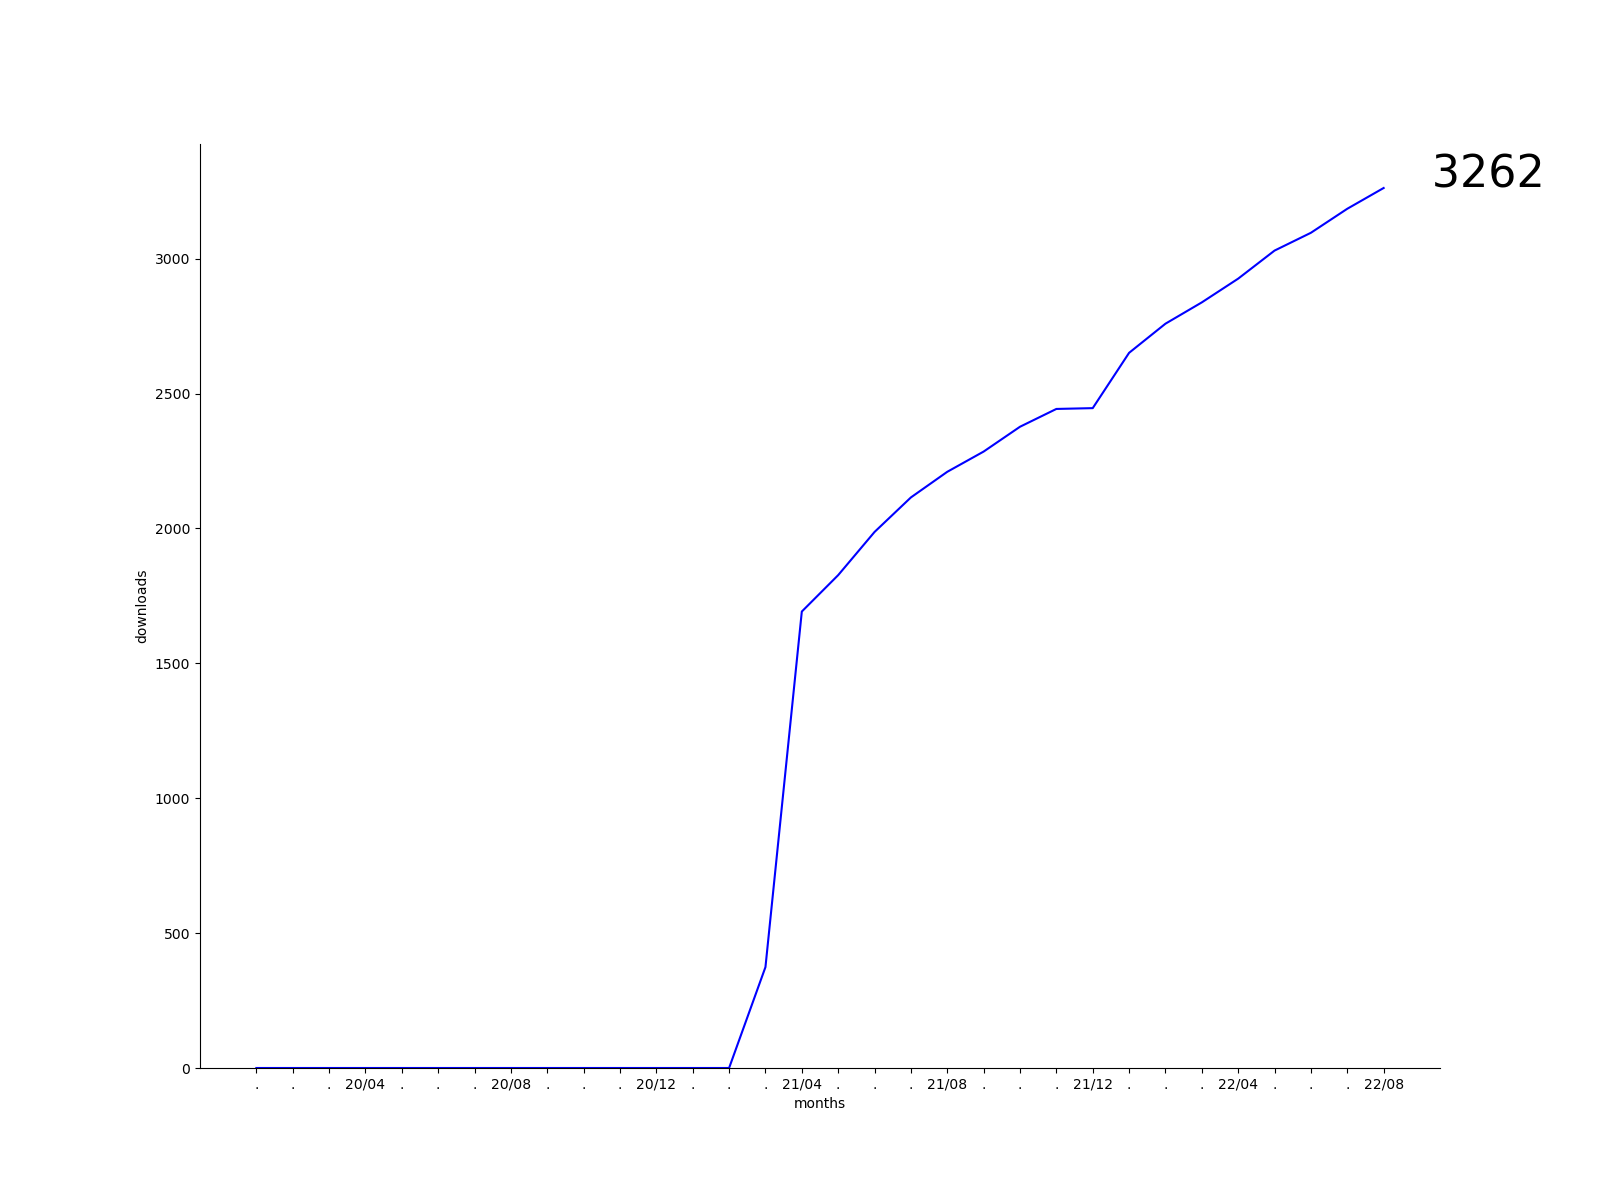 3262
3000
2500
2000
1500
1000
500
0
downloads
. . . 20/04 . . . 20/08 . . . 20/12 . . . 21/04 . . . 21/08 . . . 21/12 . . . 22/04 . . . 22/08
months